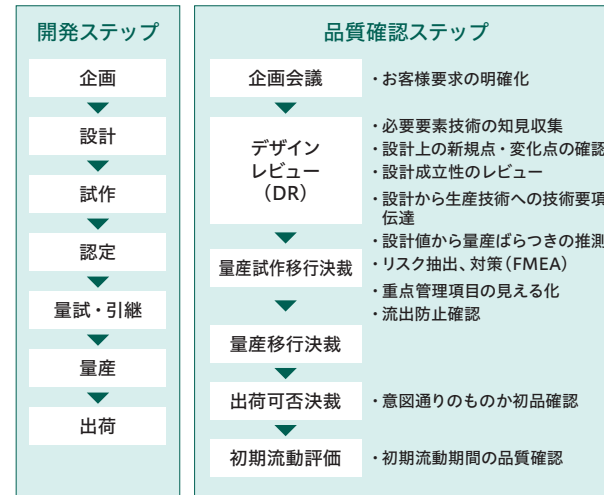 開発ステップ
企画
設計
試作
認定
量試・引継
量産
出荷
品質確認ステップ
企画会議
・お客様要求の明確化
デザイン
レビュー
（DR）
・必要要素技術の知見収集
・設計上の新規点・変化点の確認
・設計成立性のレビュー
・設計から生産技術への技術要項
伝達
・設計値から量産ばらつきの推測
量産試作移行決裁
・リスク抽出、対策（FMEA）
・重点管理項目の見える化
・流出防止確認
量産移行決裁
出荷可否決裁
・意図通りのものか初品確認
初期流動評価
・初期流動期間の品質確認